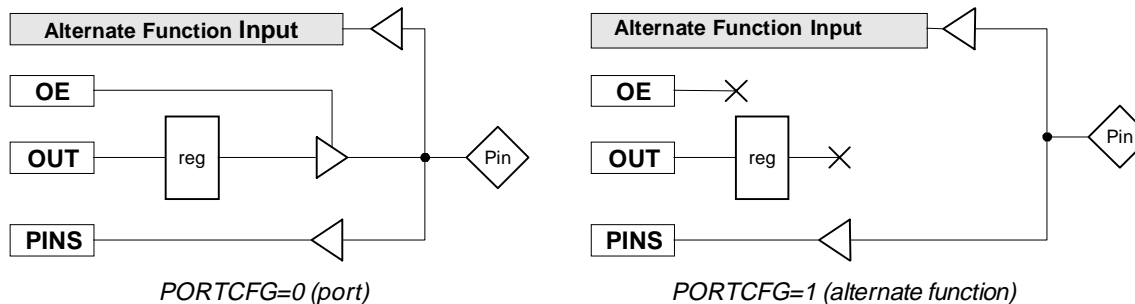 Alternate Function Input
OE
OUT
reg
Pin
PINS
PORTCFG=0 (port)
Alternate Function Input
OE
OUT
reg
Pin
PINS
PORTCFG=1 (alternate function)